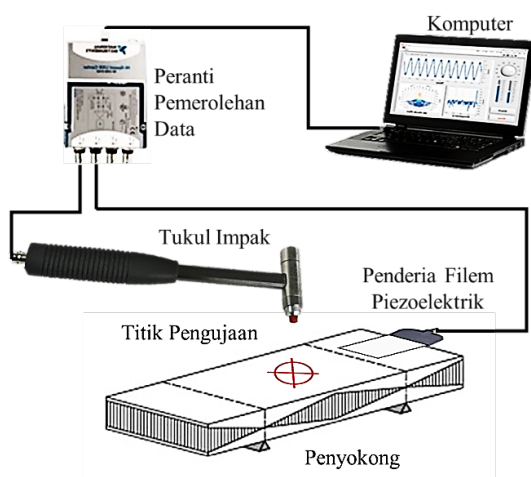 Komputer
Peranti
Pemerolehan
Data
Tukul Impak
Penderia Filem
Piezoelektrik
Titik Pengujaan
Penyokong